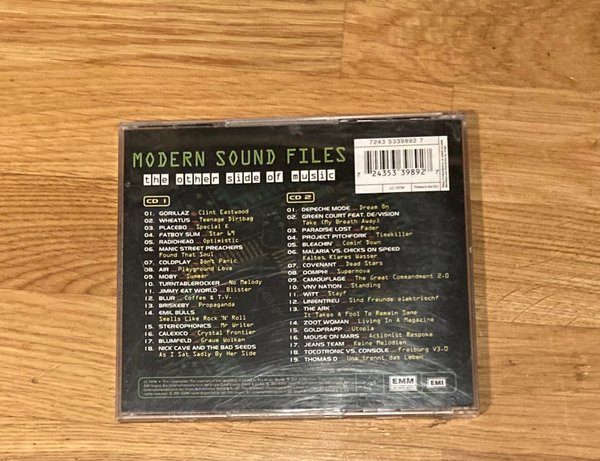 7243 5339892 7
MODERN SOUND FILES
the other side of music
7 24353 39892 7
CD 1
01. GORILLAZ ... Clint Eastwood
02. WHEATUS ... Teenage Dirtbag
03. PLACEBO ... Special K
04. FATBOY SLIM ... Star 69
05. RADIOHEAD ... Optimistic
06. MANIC STREET PREACHERS
Found That Soul
07. COLDPLAY ... Don't Panic
08. AIR ... Playground Love
09. MOBY ... Summer
10. TURNTABLEROCKER ... No Melody
11. JIMMY EAT WORLD ... Blister
12. BLUR ... Coffee & T.V.
13. BRISKEBY ... Propaganda
14. EMIL BULLS
Smells Like Rock 'N' Roll
15. STEREOPHONICS ... Mr Writer
16. CALEXICO ... Crystal Frontier
17. BLUMFELD ... Graue Wolken
18. NICK CAVE AND THE BAD SEEDS
As I Sat Sadly By Her Side
CD 2
01. DEPECHE MODE ... Dream On
02. GREEN COURT FEAT. DE/VISION
Take (My Breath Away)
03. PARADISE LOST ... Fader
04. PROJECT PITCHFORK ... Timekiller
05. BLEACHIN' ... Comin' Down
06. MALARIA VS. CHICKS ON SPEED
Kaltes Klares Wasser
07. COVENANT ... Dead Stars
08. DOMPIE ... Supernova
09. CAMOUFLAGE ... The Great Commandment 2.0
10. VNV NATION ... Standing
11. WITT ... Stay!
12. UNIENTREU ... Sind Freunde elektrisch?
13. THE ARK
It Takes A Fool To Remain Sane
14. ZOOT WOMAN ... Living In A Magazine
15. GOLDFRAPP ... Utopia
16. MOUSE ON MARS ... Actionist Respoke
17. JEANS TEAM ... Keine Melodien
18. TOCOTRONIC VS. CONSOLE ... Freiburg V3.0
19. THOMAS D ... Uns trennt das Leben
EMM
EMI